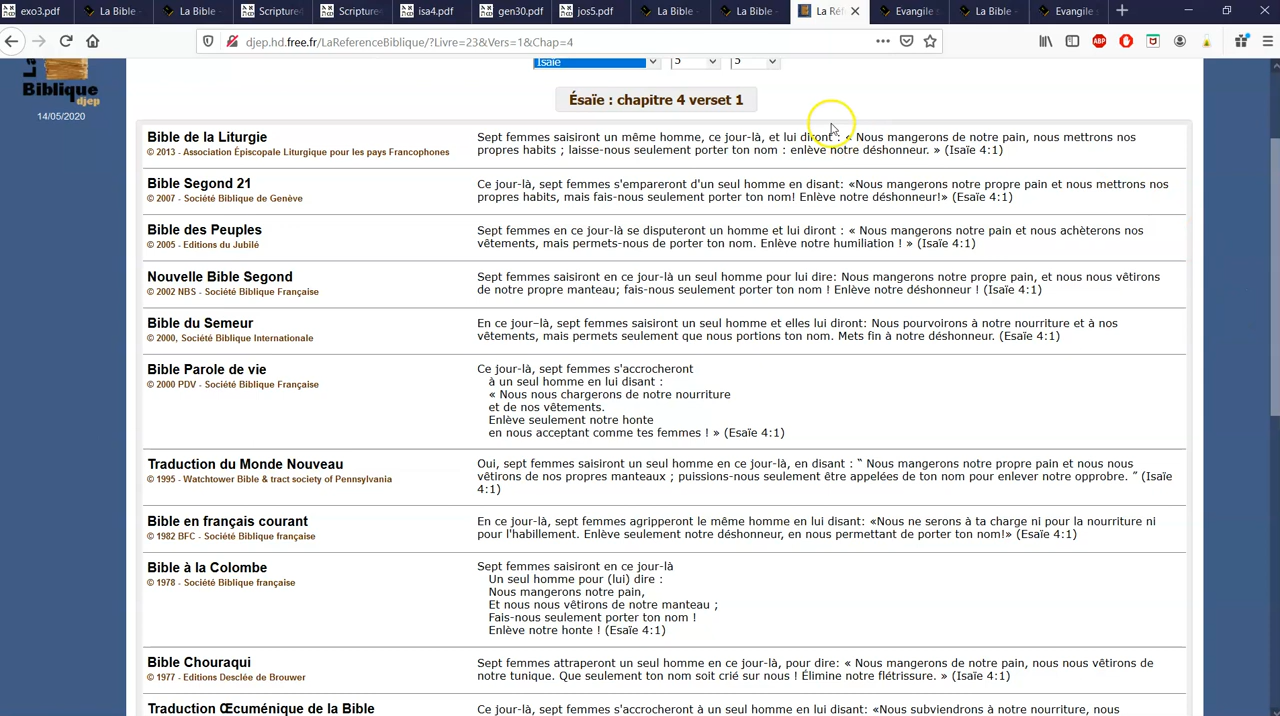 exo3.pdf
La Bible
La Bible
Scripture4
Scripture
isa4.pdf
gen30.pdf
jos5.pdf
La Bible
La Bible
La Réf
Evangile
La Bible
Evangile
djep.hd.free.fr/LaReferenceBiblique/?Livre=23&Vers=1&Chap=4
ABP
Biblique
djep
14/05/2020
Isaïe
5
5
Ésaïe : chapitre 4 verset 1
Bible de la Liturgie
© 2013 - Association Épiscopale Liturgique pour les pays Francophones
Sept femmes saisiront un même homme, ce jour-là, et lui diront : « Nous mangerons de notre pain, nous mettrons nos
propres habits ; laisse-nous seulement porter ton nom : enlève notre déshonneur. » (Isaïe 4:1)
Bible Segond 21
© 2007 - Société Biblique de Genève
Ce jour-là, sept femmes s'empareront d'un seul homme en disant: «Nous mangerons notre propre pain et nous mettrons nos
propres habits, mais fais-nous seulement porter ton nom! Enlève notre déshonneur!» (Esaïe 4:1)
Bible des Peuples
© 2005 - Editions du Jubilé
Sept femmes en ce jour-là se disputeront un homme et lui diront : « Nous mangerons notre pain et nous achèterons nos
vêtements, mais permets-nous de porter ton nom. Enlève notre humiliation ! » (Isaïe 4:1)
Nouvelle Bible Segond
© 2002 NBS - Société Biblique Française
Sept femmes saisiront en ce jour-là un seul homme pour lui dire: Nous mangerons notre propre pain, et nous nous vêtirons
de notre propre manteau; fais-nous seulement porter ton nom ! Enlève notre déshonneur ! (Isaïe 4:1)
Bible du Semeur
© 2000, Société Biblique Internationale
En ce jour–là, sept femmes saisiront un seul homme et elles lui diront: Nous pourvoirons à notre nourriture et à nos
vêtements, mais permets seulement que nous portions ton nom. Mets fin à notre déshonneur. (Esaïe 4:1)
Bible Parole de vie
© 2000 PDV - Société Biblique Française
Ce jour-là, sept femmes s'accrocheront
à un seul homme en lui disant :
« Nous nous chargerons de notre nourriture
et de nos vêtements.
Enlève seulement notre honte
en nous acceptant comme tes femmes ! » (Esaïe 4:1)
Traduction du Monde Nouveau
© 1995 - Watchtower Bible & tract society of Pennsylvania
Oui, sept femmes saisiront un seul homme en ce jour-là, en disant : “ Nous mangerons notre propre pain et nous nous
vêtirons de nos propres manteaux ; puissions-nous seulement être appelées de ton nom pour enlever notre opprobre. ” (Isaïe
4:1)
Bible en français courant
© 1982 BFC - Société Biblique française
En ce jour-là, sept femmes agripperont le même homme en lui disant: «Nous ne serons à ta charge ni pour la nourriture ni
pour l'habillement. Enlève seulement notre déshonneur, en nous permettant de porter ton nom!» (Esaïe 4:1)
Bible à la Colombe
© 1978 - Société Biblique française
Sept femmes saisiront en ce jour-là
Un seul homme pour (lui) dire :
Nous mangerons notre pain,
Et nous nous vêtirons de notre manteau ;
Fais-nous seulement porter ton nom !
Enlève notre honte ! (Esaïe 4:1)
Bible Chouraqui
© 1977 - Editions Desclée de Brouwer
Sept femmes attraperont un seul homme en ce jour-là, pour dire: « Nous mangerons de notre pain, nous nous vêtirons de
notre tunique. Que seulement ton nom soit crié sur nous ! Élimine notre flétrissure. » (Isaïe 4:1)
Traduction Œcuménique de la Bible
Ce jour-là, sept femmes s'accrocheront à un seul homme en lui disant: «Nous subviendrons à notre nourriture, nous